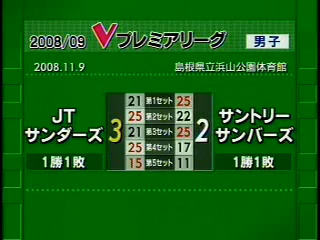 2008/09 Vプレミアリーグ 男子
2008.11.9 島根県立浜山公園体育館
JTサンダーズ 3 2 サントリーサンバーズ
21 第1セット 25
25 第2セット 22
21 第3セット 25
25 第4セット 17
15 第5セット 11
1勝1敗 1勝1敗